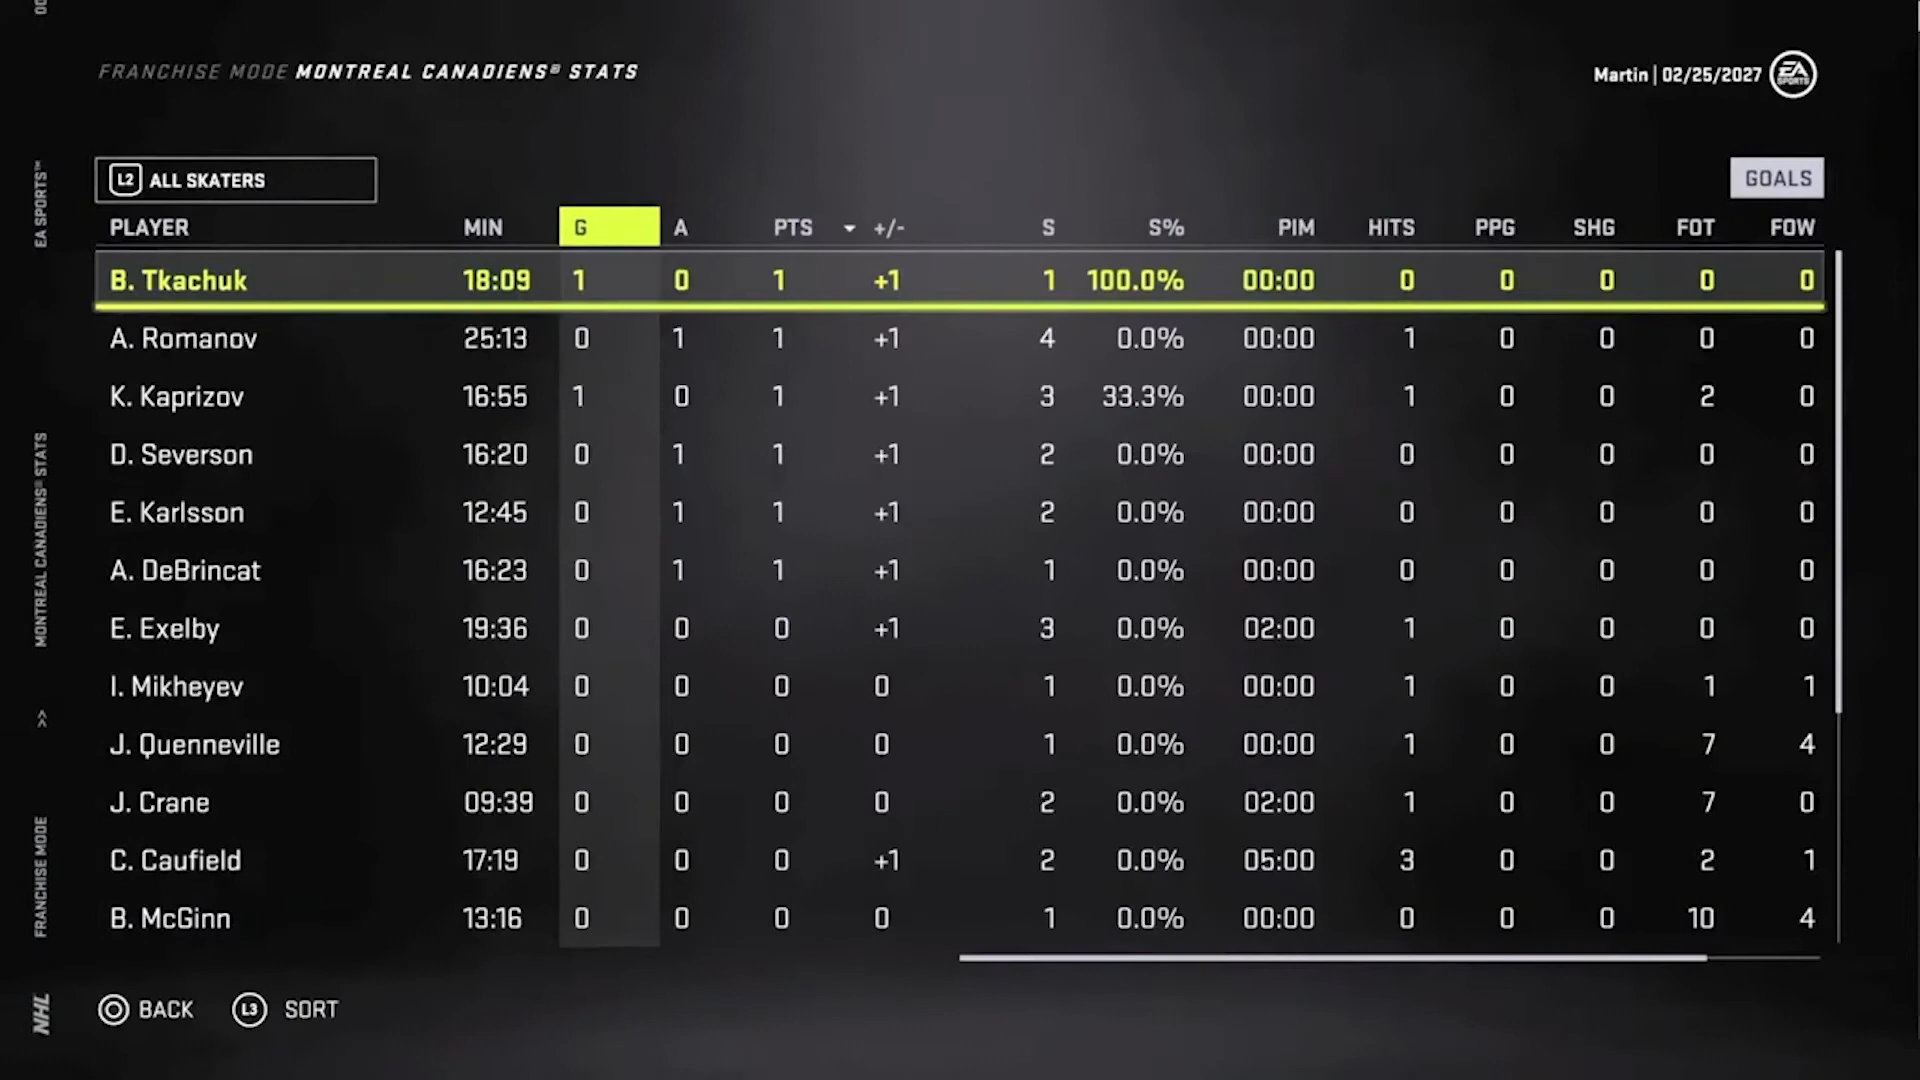 FRANCHISE MODE MONTREAL CANADIENS® STATS
Martin | 02/25/2027
EA SPORTS
L2 ALL SKATERS
GOALS
PLAYER MIN G A PTS +/- S S% PIM HITS PPG SHG FOT FOW
B. Tkachuk 18:09 1 0 1 +1 1 100.0% 00:00 0 0 0 0 0
A. Romanov 25:13 0 1 1 +1 4 0.0% 00:00 1 0 0 0 0
K. Kaprizov 16:55 1 0 1 +1 3 33.3% 00:00 1 0 0 2 0
D. Severson 16:20 0 1 1 +1 2 0.0% 00:00 0 0 0 0 0
E. Karlsson 12:45 0 1 1 +1 2 0.0% 00:00 0 0 0 0 0
A. DeBrincat 16:23 0 1 1 +1 1 0.0% 00:00 0 0 0 0 0
E. Exelby 19:36 0 0 0 +1 3 0.0% 02:00 1 0 0 0 0
I. Mikheyev 10:04 0 0 0 0 1 0.0% 00:00 1 0 0 1 1
J. Quenneville 12:29 0 0 0 0 1 0.0% 00:00 1 0 0 7 4
J. Crane 09:39 0 0 0 0 2 0.0% 02:00 1 0 0 7 0
C. Caufield 17:19 0 0 0 +1 2 0.0% 05:00 3 0 0 2 1
B. McGinn 13:16 0 0 0 0 1 0.0% 00:00 0 0 0 10 4
BACK L3 SORT
NHL
FRANCHISE MODE
>>
MONTREAL CANADIENS® STATS
EA SPORTS™